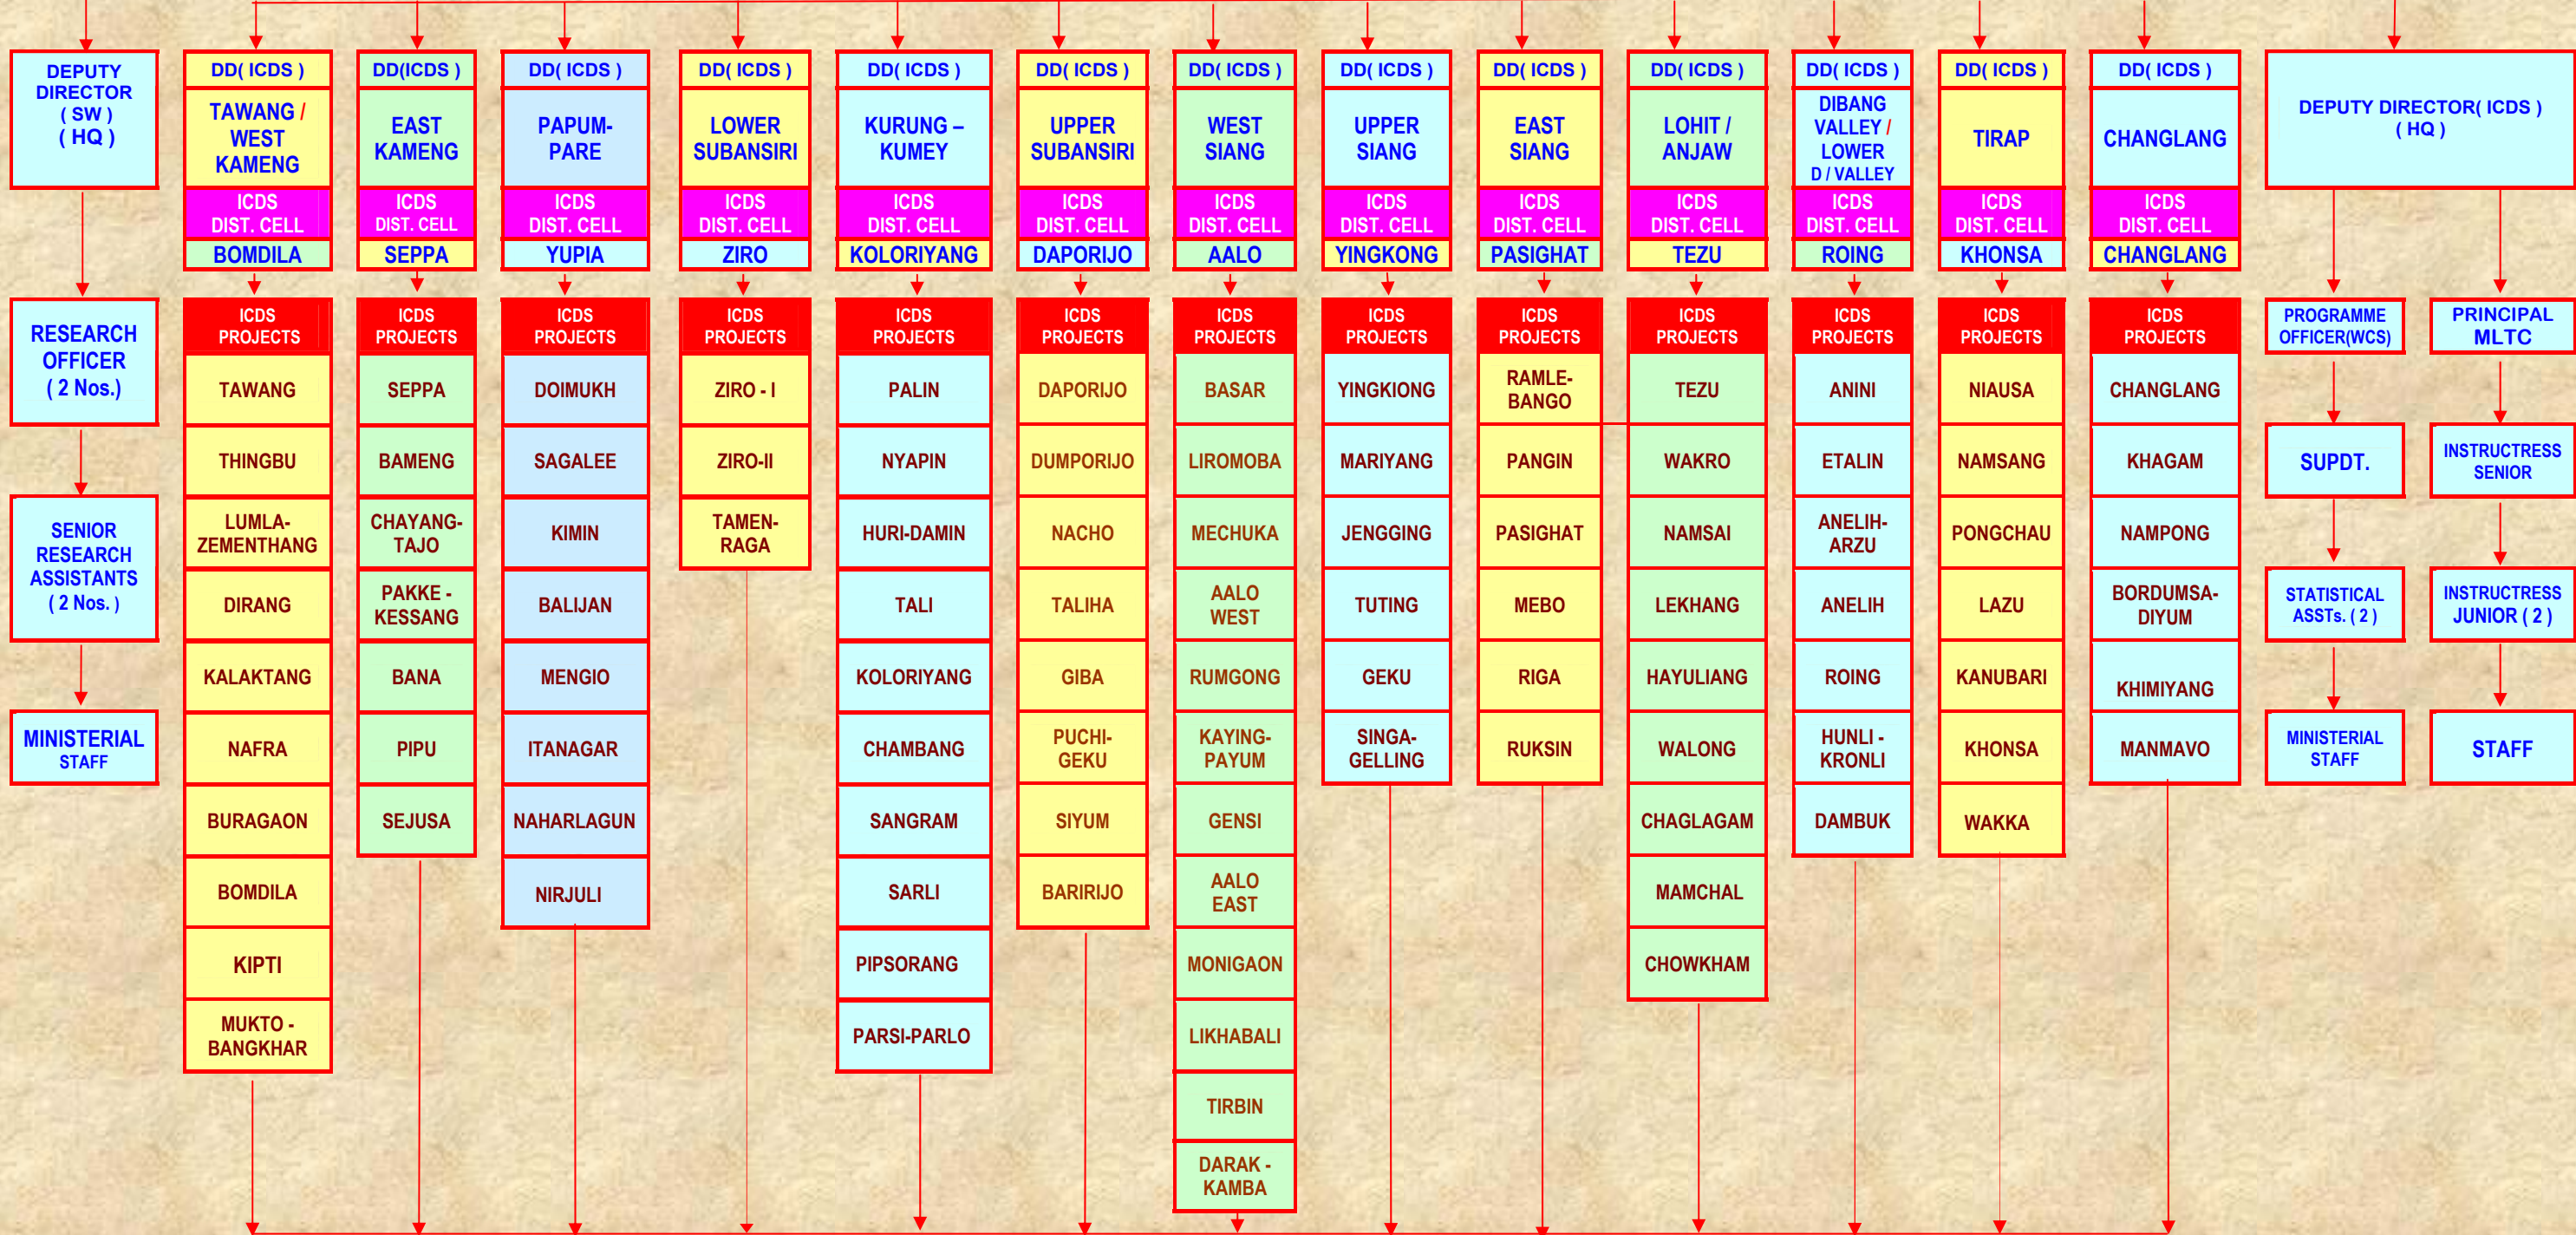 DEPUTY
DIRECTOR
( SW )
( HQ )
RESEARCH
OFFICER
( 2 Nos.)
SENIOR
RESEARCH
ASSISTANTS
( 2 Nos. )
MINISTERIAL
STAFF
DD( ICDS )
TAWANG /
WEST
KAMENG
ICDS
DIST. CELL
BOMDILA
ICDS
PROJECTS
TAWANG
THINGBU
LUMLA-
ZEMENTHANG
DIRANG
KALAKTANG
NAFRA
BURAGAON
BOMDILA
KIPTI
MUKTO -
BANGKHAR
DD(ICDS )
EAST
KAMENG
ICDS
DIST. CELL
SEPPA
ICDS
PROJECTS
SEPPA
BAMENG
CHAYANG-
TAJO
PAKKE -
KESSANG
BANA
PIPU
SEJUSA
DD( ICDS )
PAPUM-
PARE
ICDS
DIST. CELL
YUPIA
ICDS
PROJECTS
DOIMUKH
SAGALEE
KIMIN
BALIJAN
MENGIO
ITANAGAR
NAHARLAGUN
NIRJULI
DD( ICDS )
LOWER
SUBANSIRI
ICDS
DIST. CELL
ZIRO
ICDS
PROJECTS
ZIRO - I
ZIRO-II
TAMEN-
RAGA
DD( ICDS )
KURUNG –
KUMEY
ICDS
DIST. CELL
KOLORIYANG
ICDS
PROJECTS
PALIN
NYAPIN
HURI-DAMIN
TALI
KOLORIYANG
CHAMBANG
SANGRAM
SARLI
PIPSORANG
PARSI-PARLO
DD( ICDS )
UPPER
SUBANSIRI
ICDS
DIST. CELL
DAPORIJO
ICDS
PROJECTS
DAPORIJO
DUMPORIJO
NACHO
TALIHA
GIBA
PUCHI-
GEKU
SIYUM
BARIRIJO
DD( ICDS )
WEST
SIANG
ICDS
DIST. CELL
AALO
ICDS
PROJECTS
BASAR
LIROMOBA
MECHUKA
AALO
WEST
RUMGONG
KAYING-
PAYUM
GENSI
AALO
EAST
MONIGAON
LIKHABALI
TIRBIN
DARAK -
KAMBA
DD( ICDS )
UPPER
SIANG
ICDS
DIST. CELL
YINGKONG
ICDS
PROJECTS
YINGKIONG
MARIYANG
JENGGING
TUTING
GEKU
SINGA-
GELLING
DD( ICDS )
EAST
SIANG
ICDS
DIST. CELL
PASIGHAT
ICDS
PROJECTS
RAMLE-
BANGO
PANGIN
PASIGHAT
MEBO
RIGA
RUKSIN
DD( ICDS )
LOHIT /
ANJAW
ICDS
DIST. CELL
TEZU
ICDS
PROJECTS
TEZU
WAKRO
NAMSAI
LEKHANG
HAYULIANG
WALONG
CHAGLAGAM
MAMCHAL
CHOWKHAM
DD( ICDS )
DIBANG
VALLEY /
LOWER
D / VALLEY
ICDS
DIST. CELL
ROING
ICDS
PROJECTS
ANINI
ETALIN
ANELIH-
ARZU
ANELIH
ROING
HUNLI -
KRONLI
DAMBUK
DD( ICDS )
TIRAP
ICDS
DIST. CELL
KHONSA
ICDS
PROJECTS
NIAUSA
NAMSANG
PONGCHAU
LAZU
KANUBARI
KHONSA
WAKKA
DD( ICDS )
CHANGLANG
ICDS
DIST. CELL
CHANGLANG
ICDS
PROJECTS
CHANGLANG
KHAGAM
NAMPONG
BORDUMSA-
DIYUM
KHIMIYANG
MANMAVO
DEPUTY DIRECTOR( ICDS )
( HQ )
PROGRAMME
OFFICER(WCS)
SUPDT.
STATISTICAL
ASSTs. ( 2 )
MINISTERIAL
STAFF
PRINCIPAL
MLTC
INSTRUCTRESS
SENIOR
INSTRUCTRESS
JUNIOR ( 2 )
STAFF